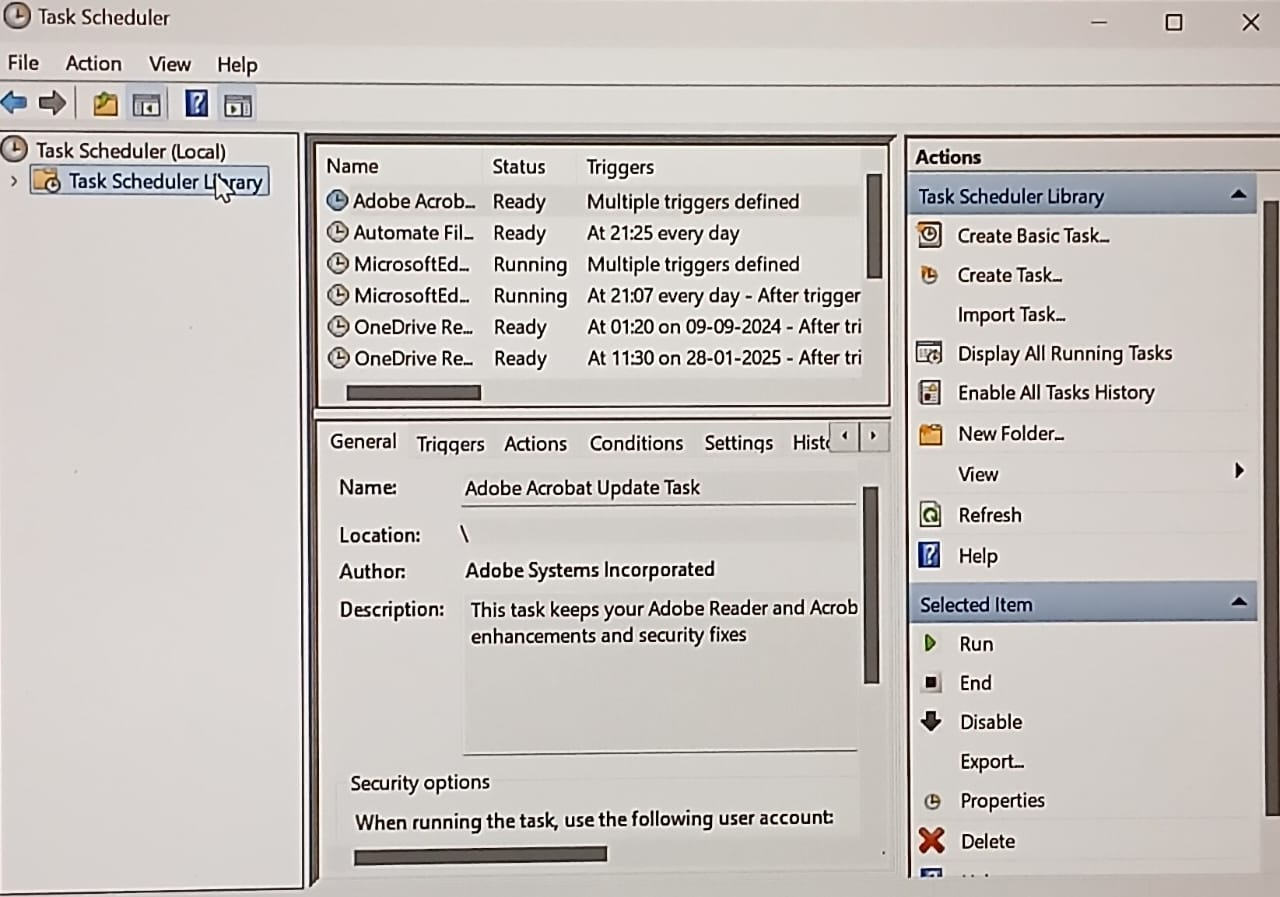 Task Scheduler
File Action View Help
Task Scheduler (Local)
Task Scheduler Library
Name Status Triggers
Adobe Acrob... Ready Multiple triggers defined
Automate Fil... Ready At 21:25 every day
MicrosoftEd... Running Multiple triggers defined
MicrosoftEd... Running At 21:07 every day - After trigger
OneDrive Re... Ready At 01:20 on 09-09-2024 - After tri
OneDrive Re... Ready At 11:30 on 28-01-2025 - After tri
General Triggers Actions Conditions Settings Histo
Name: Adobe Acrobat Update Task
Location: \
Author: Adobe Systems Incorporated
Description: This task keeps your Adobe Reader and Acrob
enhancements and security fixes
Security options
When running the task, use the following user account:
Actions
Task Scheduler Library
Create Basic Task...
Create Task...
Import Task...
Display All Running Tasks
Enable All Tasks History
New Folder...
View
Refresh
Help
Selected Item
Run
End
Disable
Export...
Properties
Delete